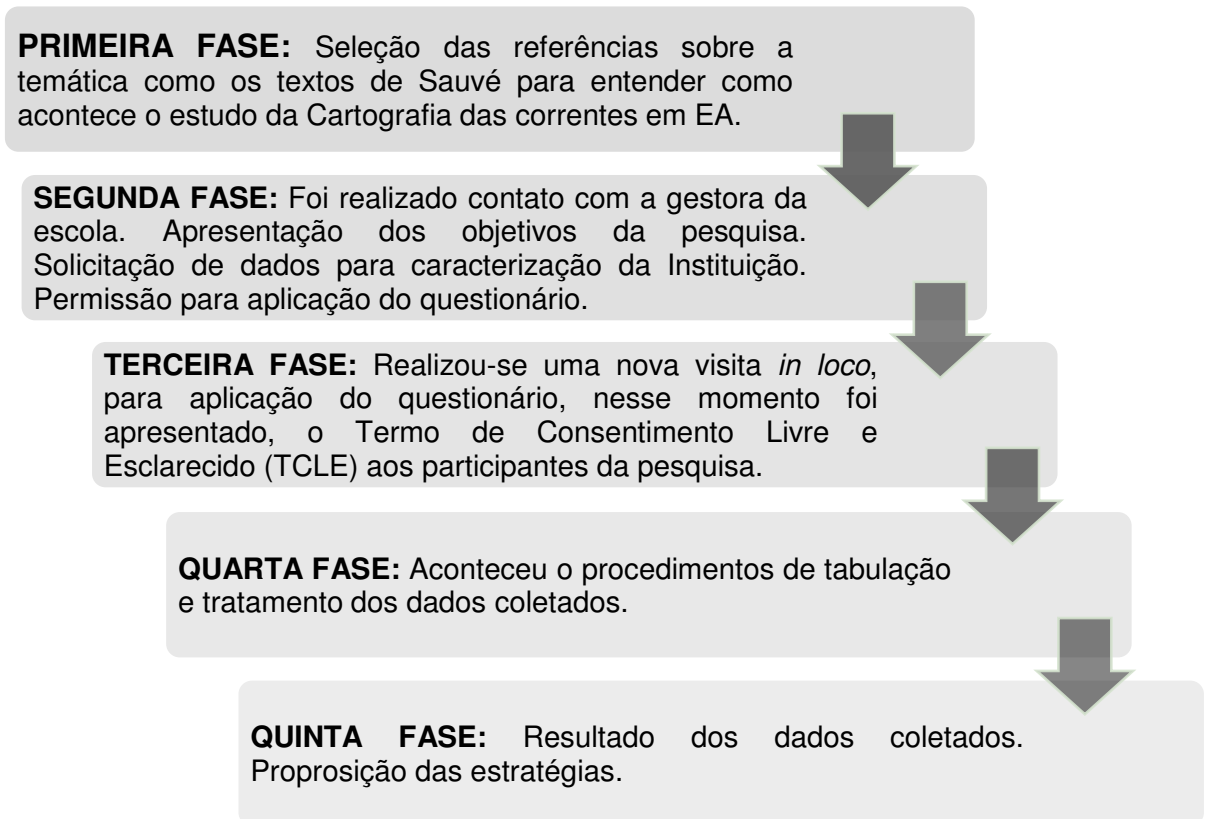 PRIMEIRA FASE: Seleção das referências sobre a
temática como os textos de Sauvé para entender como
acontece o estudo da Cartografia das correntes em EA.
SEGUNDA FASE: Foi realizado contato com a gestora da
escola. Apresentação dos objetivos da pesquisa.
Solicitação de dados para caracterização da Instituição.
Permissão para aplicação do questionário.
TERCEIRA FASE: Realizou-se uma nova visita in loco,
para aplicação do questionário, nesse momento foi
apresentado, o Termo de Consentimento Livre e
Esclarecido (TCLE) aos participantes da pesquisa.
QUARTA FASE: Aconteceu o procedimentos de tabulação
e tratamento dos dados coletados.
QUINTA FASE: Resultado dos dados coletados.
Proprosição das estratégias.